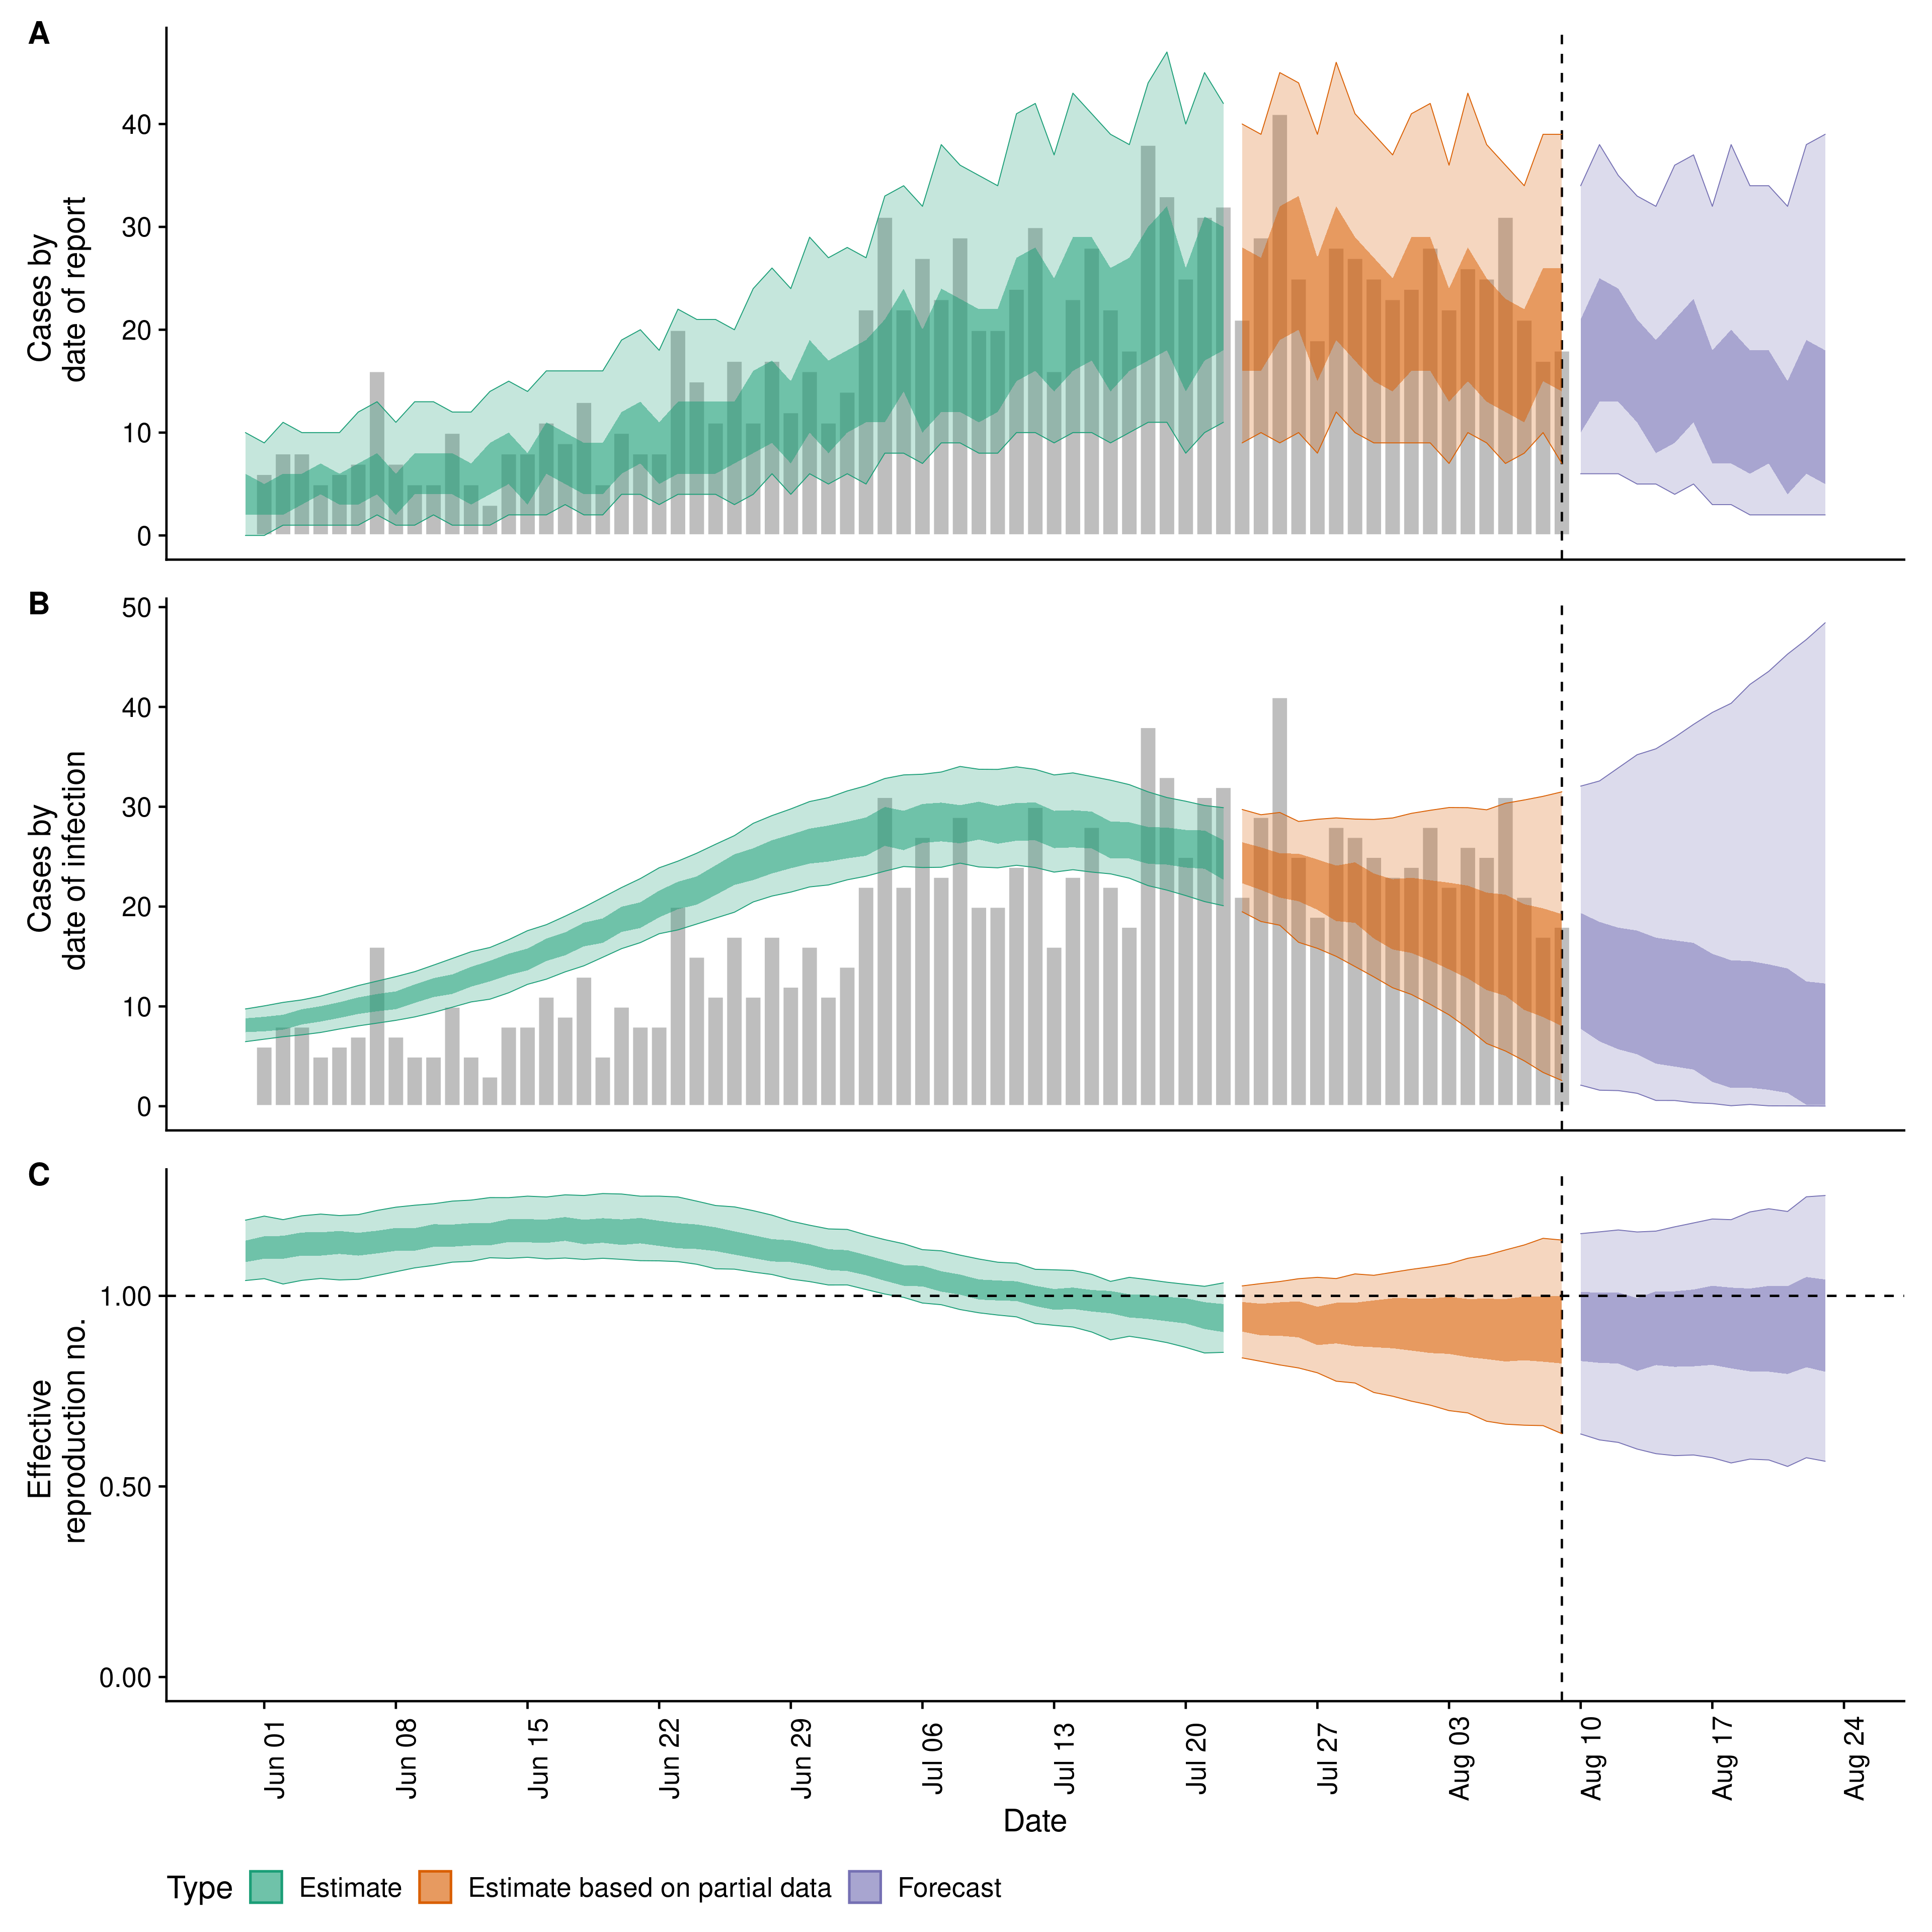 A
Cases by
date of report
40
30
20
10
0
B
Cases by
date of infection
50
40
30
20
10
0
C
Effective
reproduction no.
1.00
0.50
0.00
Jun 01
Jun 08
Jun 15
Jun 22
Jun 29
Jul 06
Jul 13
Jul 20
Jul 27
Aug 03
Aug 10
Aug 17
Aug 24
Date
Type Estimate Estimate based on partial data Forecast